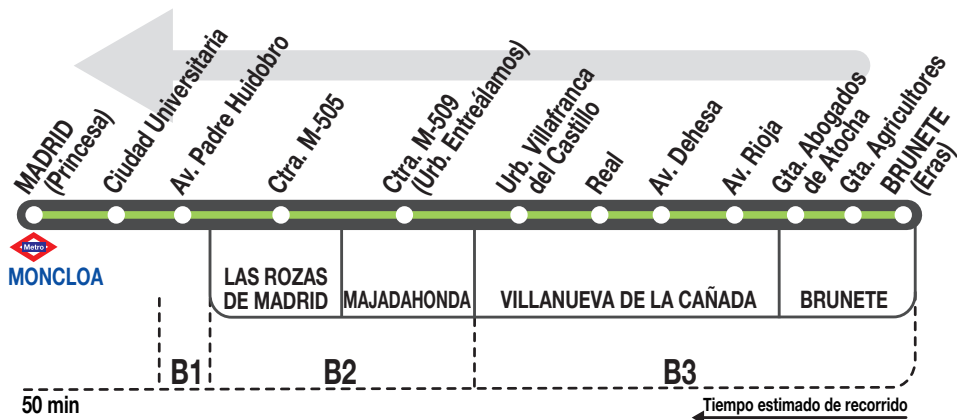 MADRID
(Princesa)
Ciudad Universitaria
Av. Padre Huidobro
Ctra. M-505
Ctra. M-509
(Urb. Entreálamos)
Urb. Villafranca
del Castillo
Real
Av. Dehesa
Av. Rioja
Gta. Abogados
de Atocha
Gta. Agricultores
BRUNETE
(Eras)
Metro
MONCLOA
LAS ROZAS
DE MADRID
MAJADAHONDA
VILLANUEVA DE LA CAÑADA
BRUNETE
B1
B2
B3
50 min
Tiempo estimado de recorrido